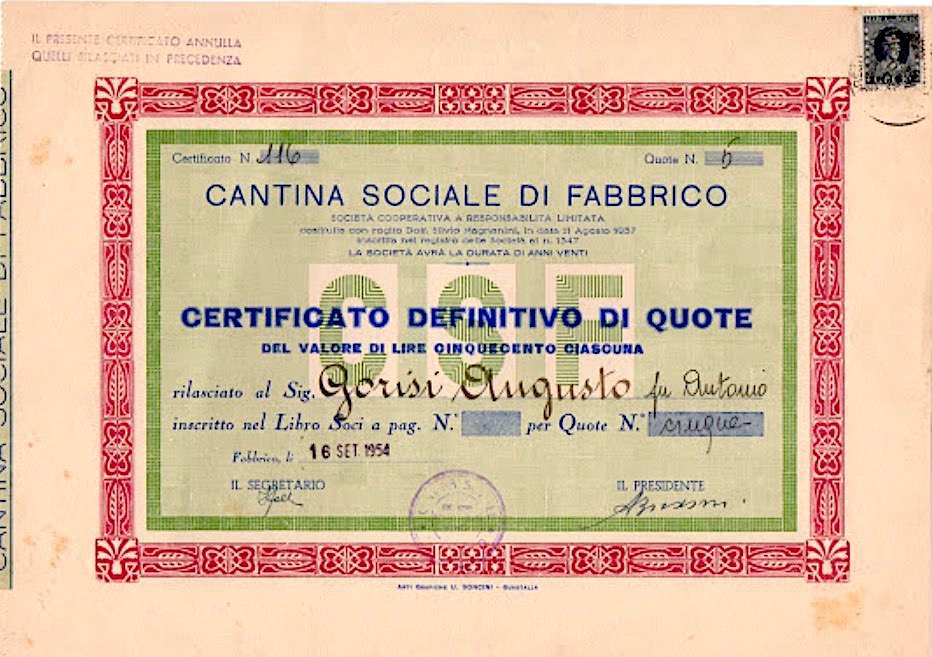 IL PRESENTE CERTIFICATO ANNULLA
QUELLI RILASCIATI IN PRECEDENZA
CANTINA SOCIALE DI FABBRICO
Certificato N. 116
Quote N. 5
CANTINA SOCIALE DI FABBRICO
SOCIETÀ COOPERATIVA A RESPONSABILITÀ LIMITATA
costituita con rogito Dott. Silvio Magnanini, in data 11 Agosto 1937
inscritta nel registro delle Società al n. 1347
LA SOCIETÀ AVRÀ LA DURATA DI ANNI VENTI
CSF
CERTIFICATO DEFINITIVO DI QUOTE
DEL VALORE DI LIRE CINQUECENTO CIASCUNA
rilasciato al Sig. Gorisi Augusto fu Antonio
inscritto nel Libro Soci a pag. N.° per Quote N.° cinque
Fabbrico, li 16 SET. 1954
IL SEGRETARIO
IL PRESIDENTE
ARTI GRAFICHE U. SONCINI - GUASTALLA